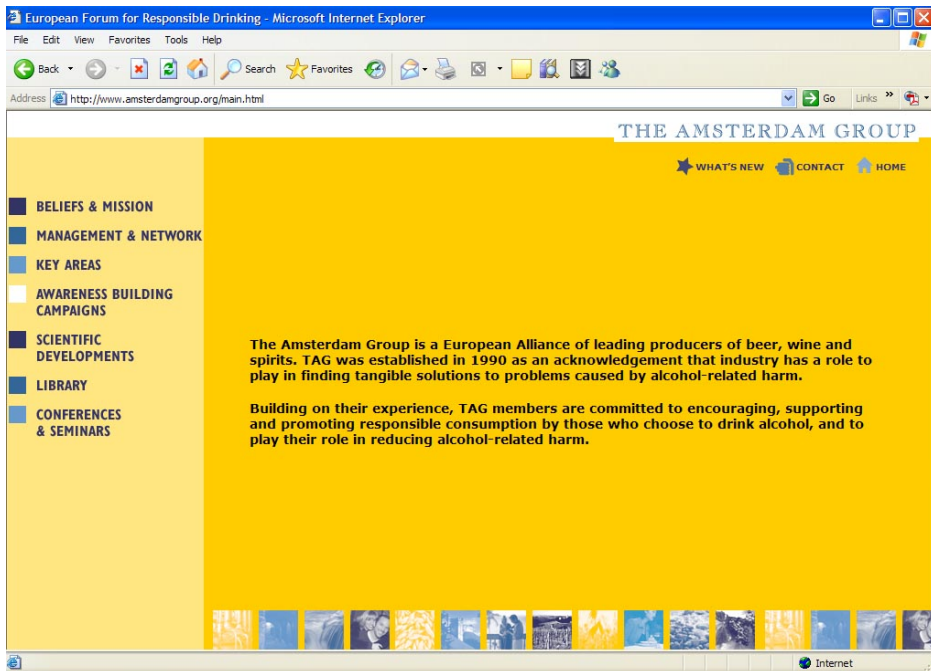 European Forum for Responsible Drinking - Microsoft Internet Explorer
File Edit View Favorites Tools Help
Back Search Favorites
Address http://www.amsterdamgroup.org/main.html Go Links »
THE AMSTERDAM GROUP
WHAT'S NEW CONTACT HOME
BELIEFS & MISSION
MANAGEMENT & NETWORK
KEY AREAS
AWARENESS BUILDING
CAMPAIGNS
SCIENTIFIC
DEVELOPMENTS
LIBRARY
CONFERENCES
& SEMINARS
The Amsterdam Group is a European Alliance of leading producers of beer, wine and
spirits. TAG was established in 1990 as an acknowledgement that industry has a role to
play in finding tangible solutions to problems caused by alcohol-related harm.
Building on their experience, TAG members are committed to encouraging, supporting
and promoting responsible consumption by those who choose to drink alcohol, and to
play their role in reducing alcohol-related harm.
Internet